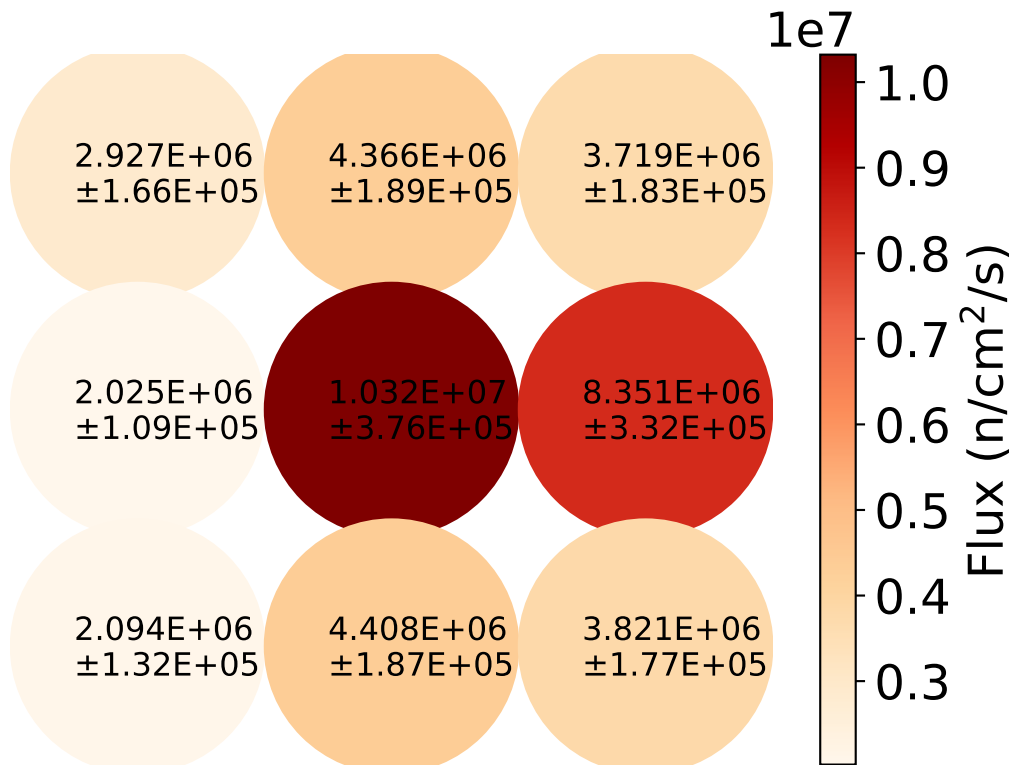 1e7
2.927E+06
±1.66E+05
4.366E+06
±1.89E+05
3.719E+06
±1.83E+05
2.025E+06
±1.09E+05
1.032E+07
±3.76E+05
8.351E+06
±3.32E+05
2.094E+06
±1.32E+05
4.408E+06
±1.87E+05
3.821E+06
±1.77E+05
1.0
0.9
0.8
0.7
0.6
0.5
0.4
0.3
Flux (n/cm²/s)